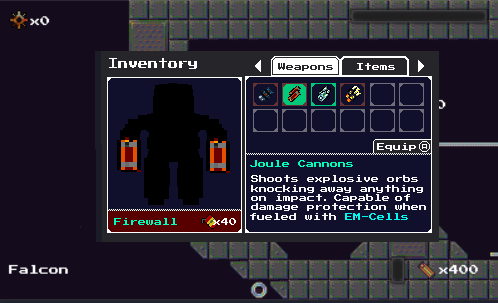 x0
Inventory
Weapons
Items
Equip A
Joule Cannons
Shoots explosive orbs
knocking away anything
on impact. Capable of
damage protection when
fueled with EM-Cells
Firewall
x40
Falcon
x400